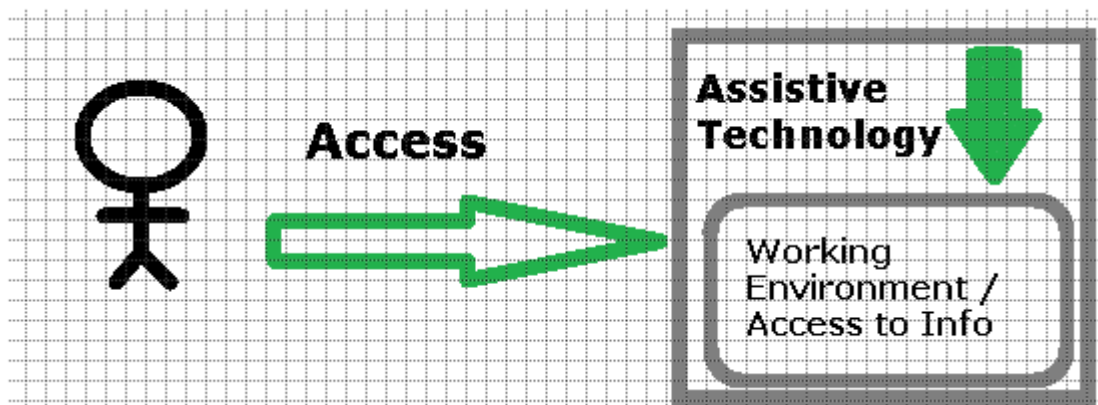 Access
Assistive
Technology
Working
Environment /
Access to Info